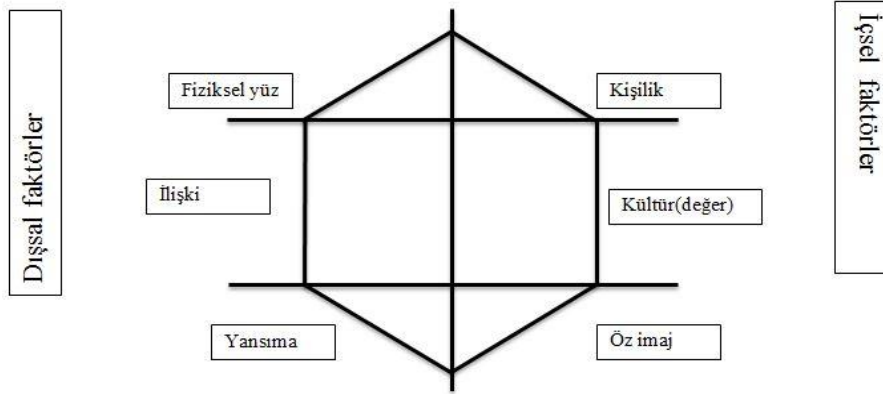 Dışsal faktörler
Fiziksel yüz
Kişilik
İlişki
Kültür(değer)
Yansıma
Öz imaj
İçsel faktörler